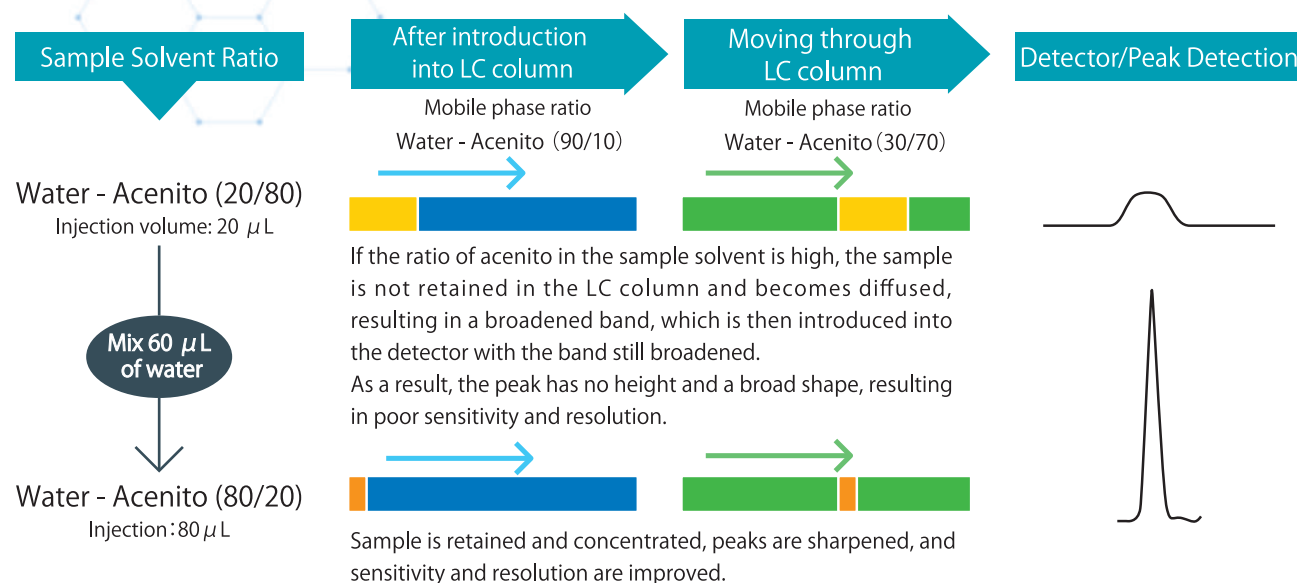 Sample Solvent Ratio
After introduction
into LC column
Moving through
LC column
Detector/Peak Detection
Mobile phase ratio
Water - Acenito (90/10)
Mobile phase ratio
Water - Acenito (30/70)
Water - Acenito (20/80)
Injection volume: 20 μL
If the ratio of acenito in the sample solvent is high, the sample
is not retained in the LC column and becomes diffused,
resulting in a broadened band, which is then introduced into
the detector with the band still broadened.
As a result, the peak has no height and a broad shape, resulting
in poor sensitivity and resolution.
Mix 60 μL
of water
Water - Acenito (80/20)
Injection:80 μL
Sample is retained and concentrated, peaks are sharpened, and
sensitivity and resolution are improved.